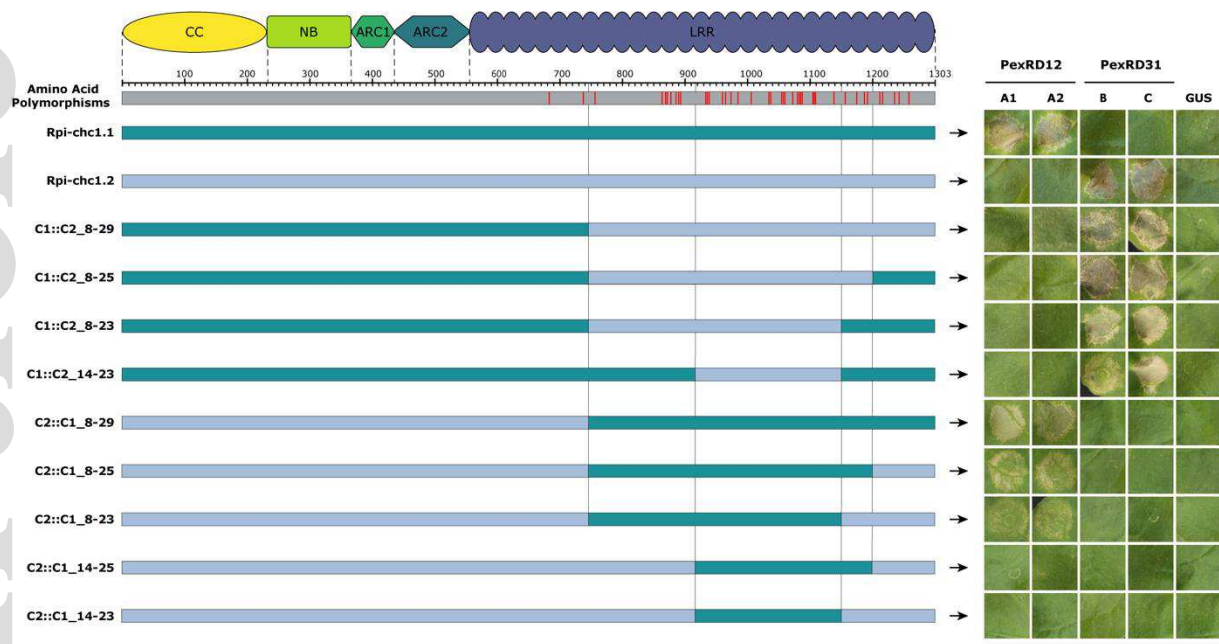 CC NB ARC1 ARC2 LRR
100 200 300 400 500 600 700 800 900 1000 1100 1200 1303
PexRD12 PexRD31
Amino Acid
Polymorphisms
A1 A2 B C GUS
Rpi-chc1.1
Rpi-chc1.2
C1::C2_8-29
C1::C2_8-25
C1::C2_8-23
C1::C2_14-23
C2::C1_8-29
C2::C1_8-25
C2::C1_8-23
C2::C1_14-25
C2::C1_14-23